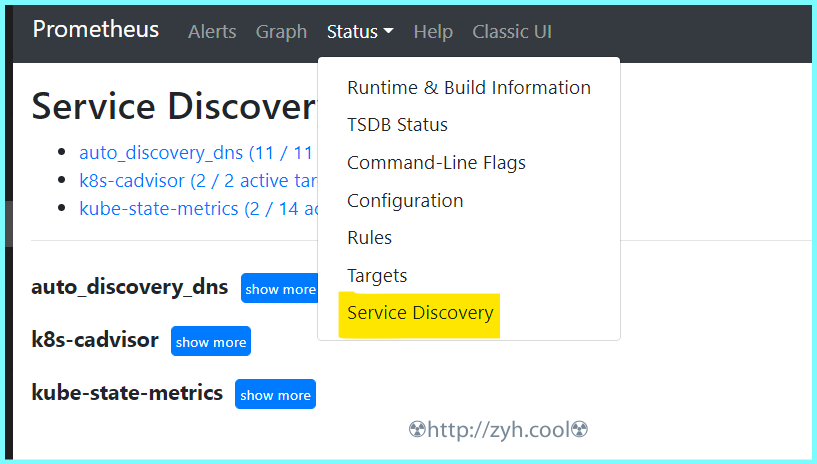 Prometheus Alerts Graph Status Help Classic UI
Runtime & Build Information
TSDB Status
Command-Line Flags
Configuration
Rules
Targets
Service Discovery
Service Discover
auto_discovery_dns (11 / 11
k8s-cadvisor (2 / 2 active tar
kube-state-metrics (2 / 14 ac
auto_discovery_dns show more
k8s-cadvisor show more
kube-state-metrics show more
☢http://zyh.cool☢